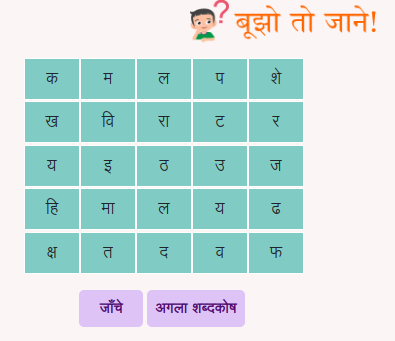 ? बूझो तो जाने!
क म ल प शे
ख वि रा ट र
य इ ठ उ ज
हि मा ल य ढ
क्ष त द व फ
जाँचे अगला शब्दकोष